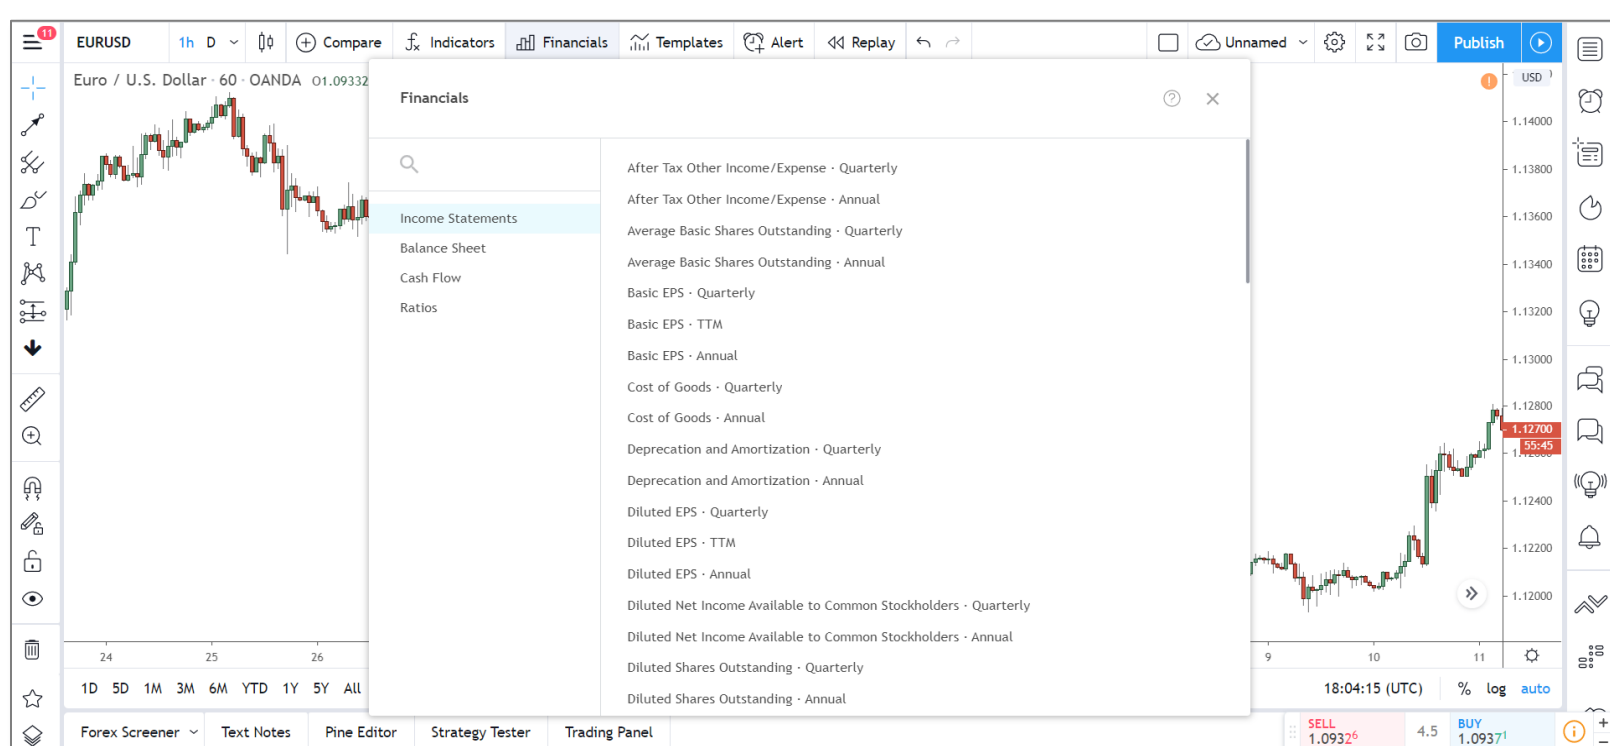 11
EURUSD 1h D Compare Indicators Financials Templates Alert Replay Unnamed Publish
Euro / U.S. Dollar · 60 · OANDA O1.09332
USD
Financials
Income Statements
Balance Sheet
Cash Flow
Ratios
After Tax Other Income/Expense · Quarterly
After Tax Other Income/Expense · Annual
Average Basic Shares Outstanding · Quarterly
Average Basic Shares Outstanding · Annual
Basic EPS · Quarterly
Basic EPS · TTM
Basic EPS · Annual
Cost of Goods · Quarterly
Cost of Goods · Annual
Deprecation and Amortization · Quarterly
Deprecation and Amortization · Annual
Diluted EPS · Quarterly
Diluted EPS · TTM
Diluted EPS · Annual
Diluted Net Income Available to Common Stockholders · Quarterly
Diluted Net Income Available to Common Stockholders · Annual
Diluted Shares Outstanding · Quarterly
Diluted Shares Outstanding · Annual
1.14000
1.13800
1.13600
1.13400
1.13200
1.13000
1.12800
1.12700
55:45
1.12400
1.12200
1.12000
24 25 26 9 10 11
1D 5D 1M 3M 6M YTD 1Y 5Y All 18:04:15 (UTC) % log auto
Forex Screener Text Notes Pine Editor Strategy Tester Trading Panel
SELL
1.09326
4.5
BUY
1.09371